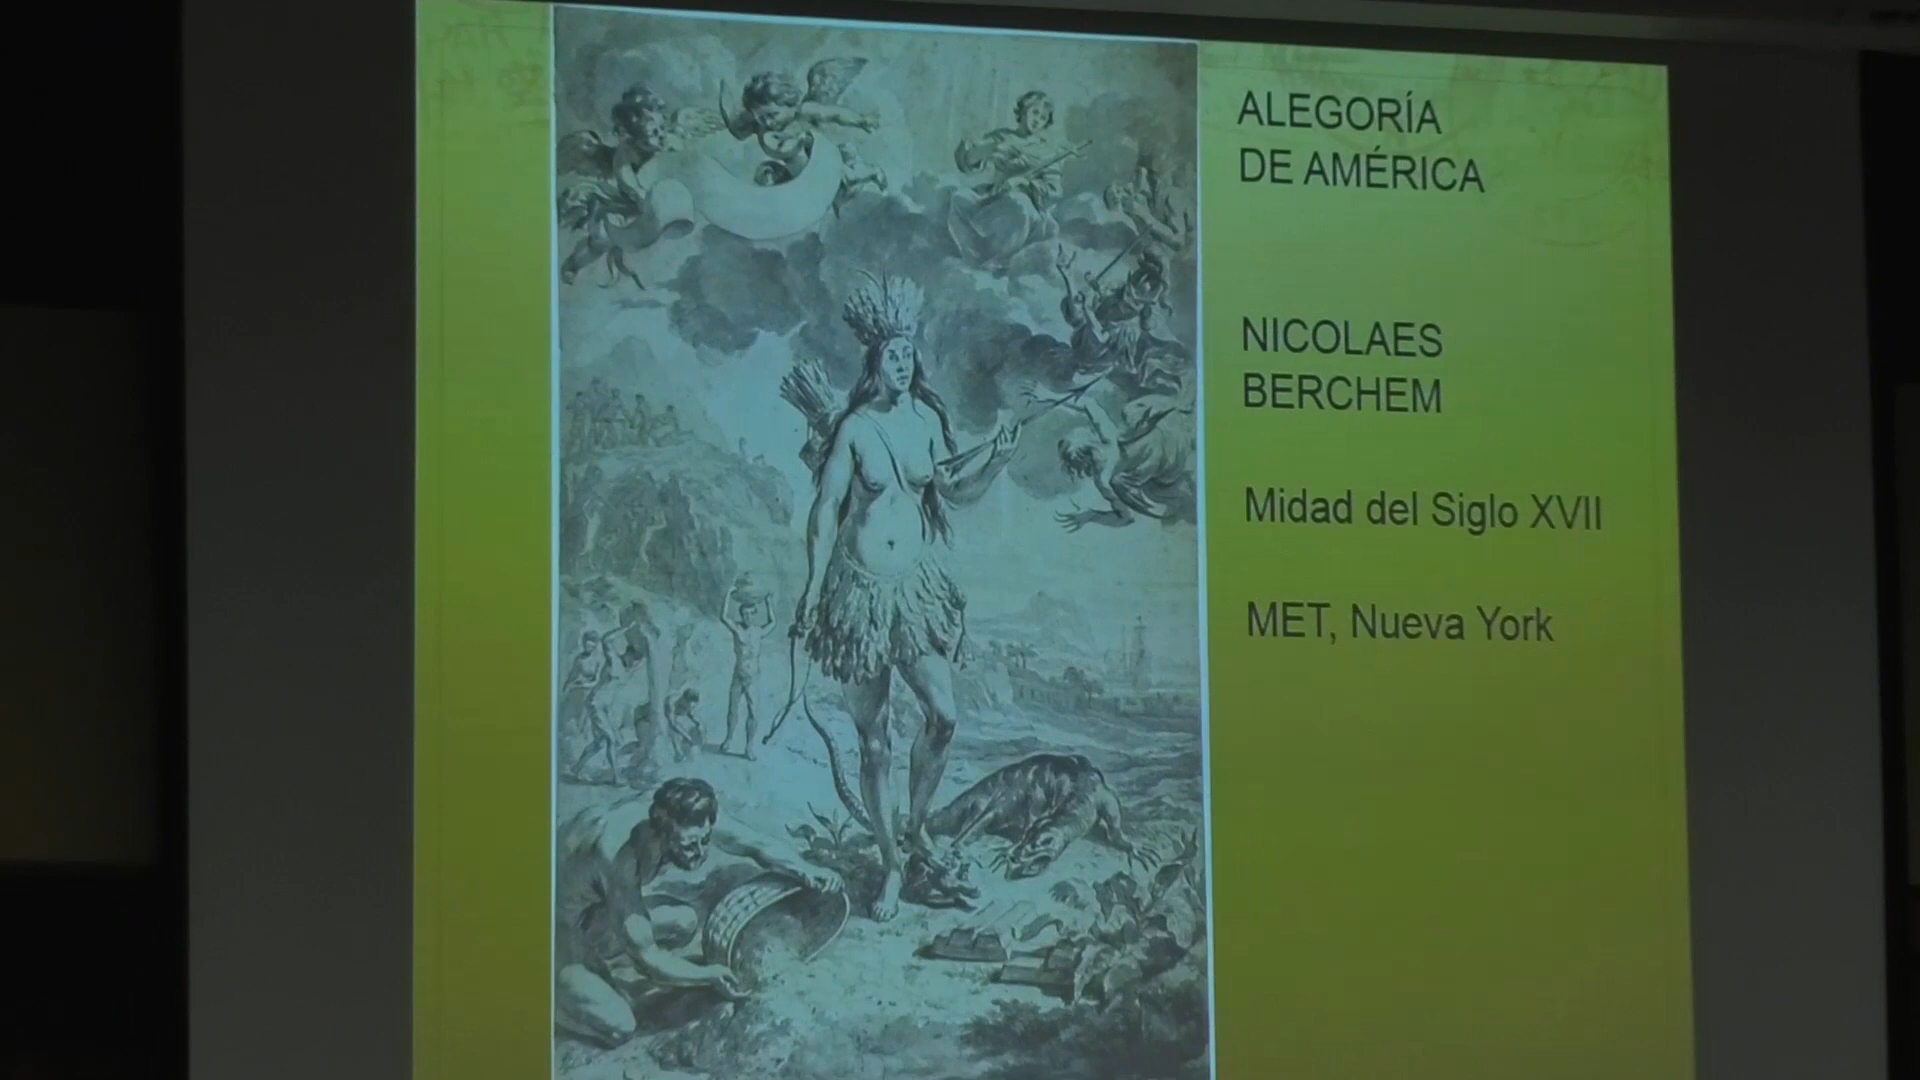 ALEGORÍA
DE AMÉRICA
NICOLAES
BERCHEM
Midad del Siglo XVII
MET, Nueva York